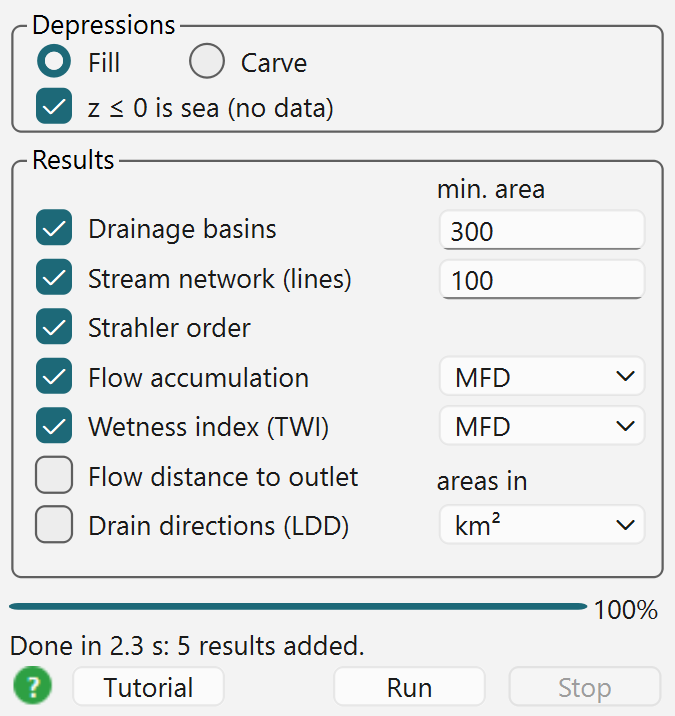 Depressions
Fill Carve
z ≤ 0 is sea (no data)
Results
min. area
Drainage basins 300
Stream network (lines) 100
Strahler order
Flow accumulation MFD
Wetness index (TWI) MFD
Flow distance to outlet areas in
Drain directions (LDD) km²
100%
Done in 2.3 s: 5 results added.
? Tutorial Run Stop